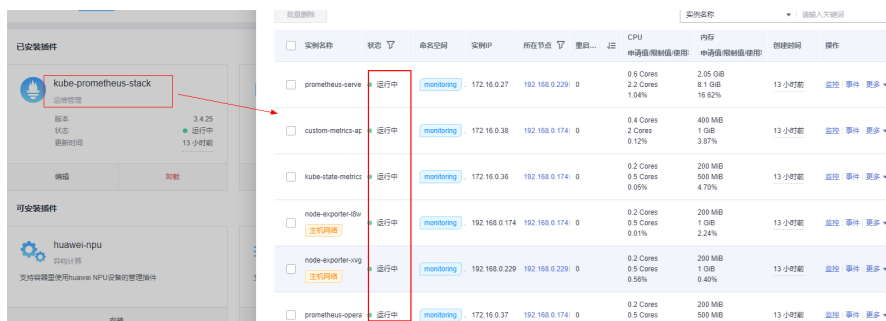 批量删除
实例名称
请输入关键词
已安装插件
kube-prometheus-stack
运维管理
版本 3.4.25
状态 运行中
更新时间 13 小时前
编辑 卸载
可安装插件
huawei-npu
异构计算
支持容器里使用huawei NPU设备的管理插件
安装
实例名称 状态 命名空间 实例IP 所在节点 重启... CPU 内存 创建时间 操作
申请值/限制值/使用 申请值/限制值/使用
prometheus-serve 运行中 monitoring 172.16.0.27 192.168.0.229 0 0.6 Cores 2.05 GiB 13 小时前 监控 事件 更多
2.2 Cores 8.1 GiB
1.04% 16.62%
custom-metrics-ap 运行中 monitoring 172.16.0.38 192.168.0.174 0 0.4 Cores 400 MiB 13 小时前 监控 事件 更多
2 Cores 1 GiB
0.12% 3.87%
kube-state-metrics 运行中 monitoring 172.16.0.36 192.168.0.174 0 0.2 Cores 200 MiB 13 小时前 监控 事件 更多
0.5 Cores 500 MiB
0.05% 4.70%
node-exporter-l8w 运行中 monitoring 192.168.0.174 192.168.0.174 0 0.2 Cores 200 MiB 13 小时前 监控 事件 更多
主机网络 0.5 Cores 1 GiB
0.01% 2.24%
node-exporter-xvg 运行中 monitoring 192.168.0.229 192.168.0.229 0 0.2 Cores 200 MiB 13 小时前 监控 事件 更多
主机网络 0.5 Cores 1 GiB
0.56% 0.40%
prometheus-opera 运行中 monitoring 172.16.0.37 192.168.0.174 0 0.2 Cores 200 MiB 13 小时前 监控 事件 更多
0.5 Cores 500 MiB